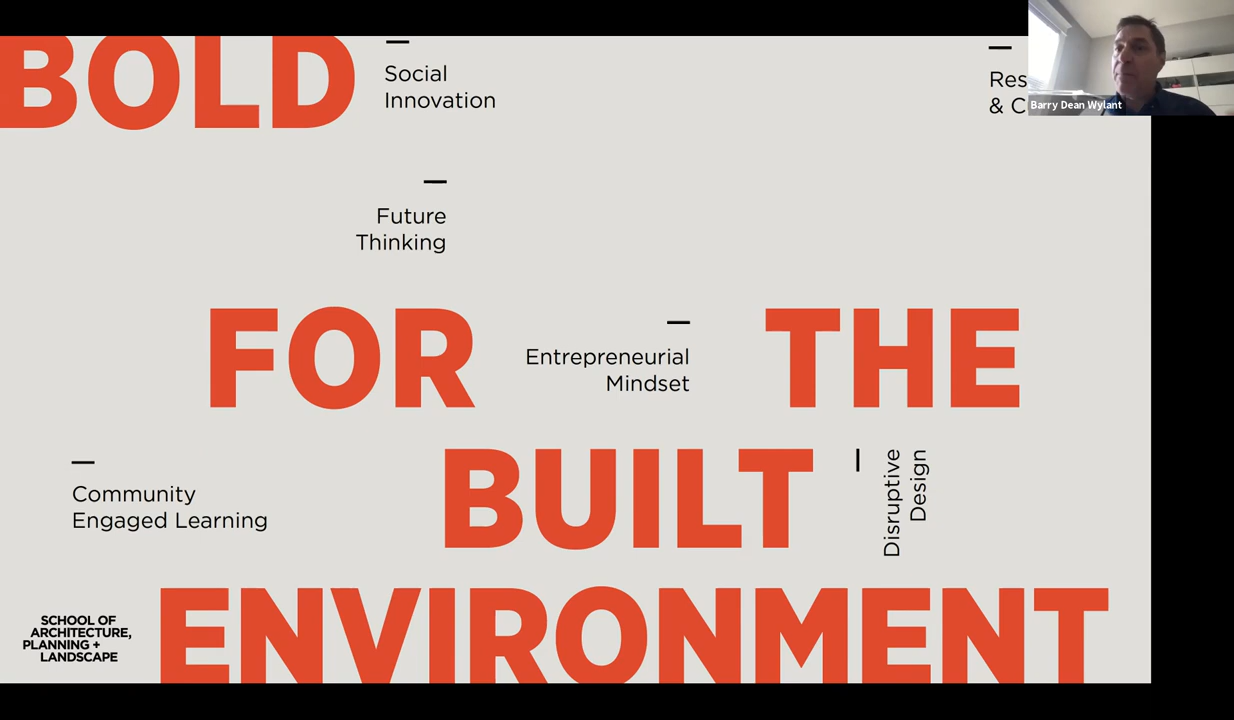 BOLD
Social
Innovation
Barry Dean Wylant
Future
Thinking
FOR
Entrepreneurial
Mindset
THE
Community
Engaged Learning
BUILT
Disruptive
Design
SCHOOL OF
ARCHITECTURE,
PLANNING +
LANDSCAPE
ENVIRONMENT